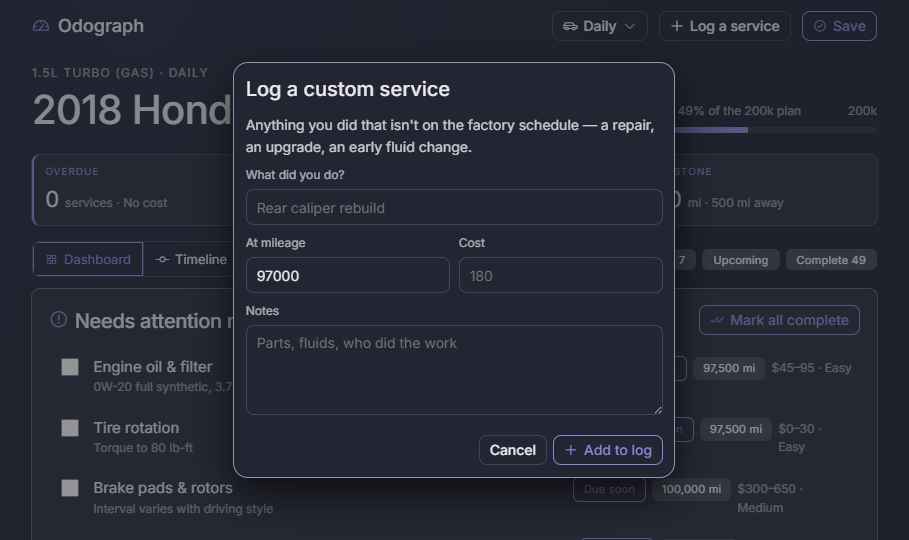 Odograph
Daily
Log a service
Save
1.5L TURBO (GAS) · DAILY
2018 Hond
49% of the 200k plan
200k
OVERDUE
0 services · No cost
STONE
0 mi · 500 mi away
Dashboard
Timeline
7
Upcoming
Complete 49
Needs attention
Mark all complete
Engine oil & filter
0W-20 full synthetic, 3.7
97,500 mi
$45–95 · Easy
Tire rotation
Torque to 80 lb-ft
97,500 mi
$0–30 ·
Easy
Brake pads & rotors
Interval varies with driving style
Due soon
100,000 mi
$300–650 ·
Medium
Log a custom service
Anything you did that isn't on the factory schedule — a repair,
an upgrade, an early fluid change.
What did you do?
Rear caliper rebuild
At mileage
Cost
97000
180
Notes
Parts, fluids, who did the work
Cancel
Add to log